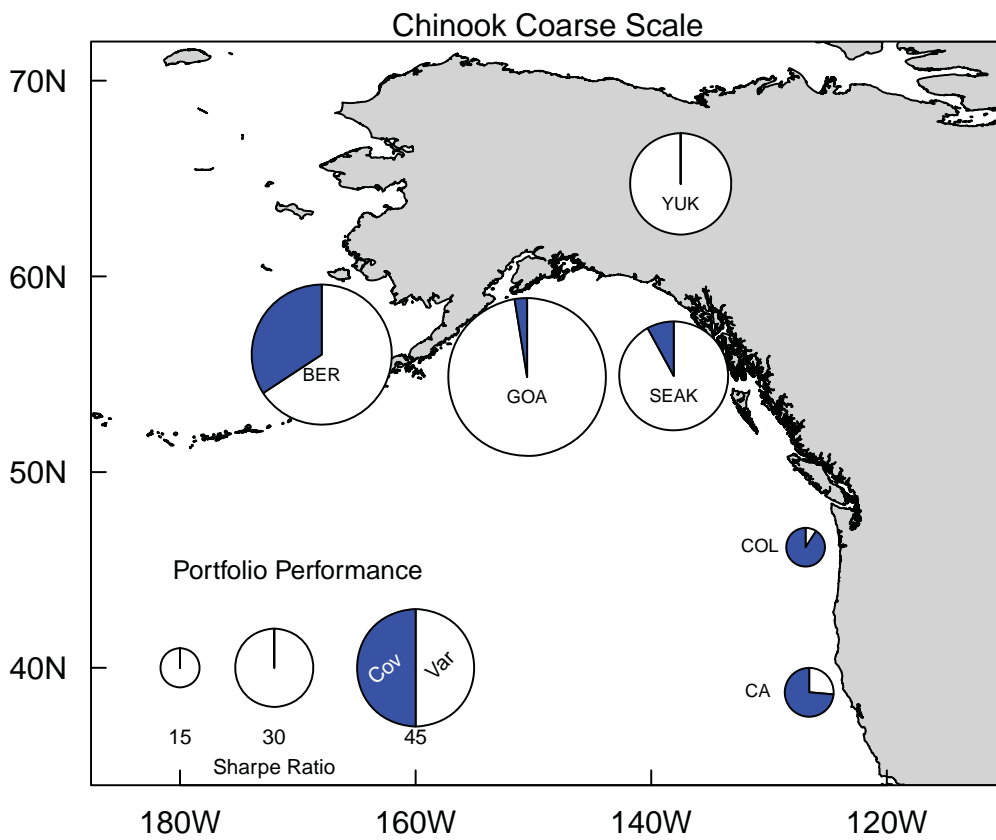 Chinook Coarse Scale
70N
YUK
60N
BER
GOA
SEAK
50N
COL
Portfolio Performance
Cov
Var
40N
CA
15
30
45
Sharpe Ratio
180W
160W
140W
120W